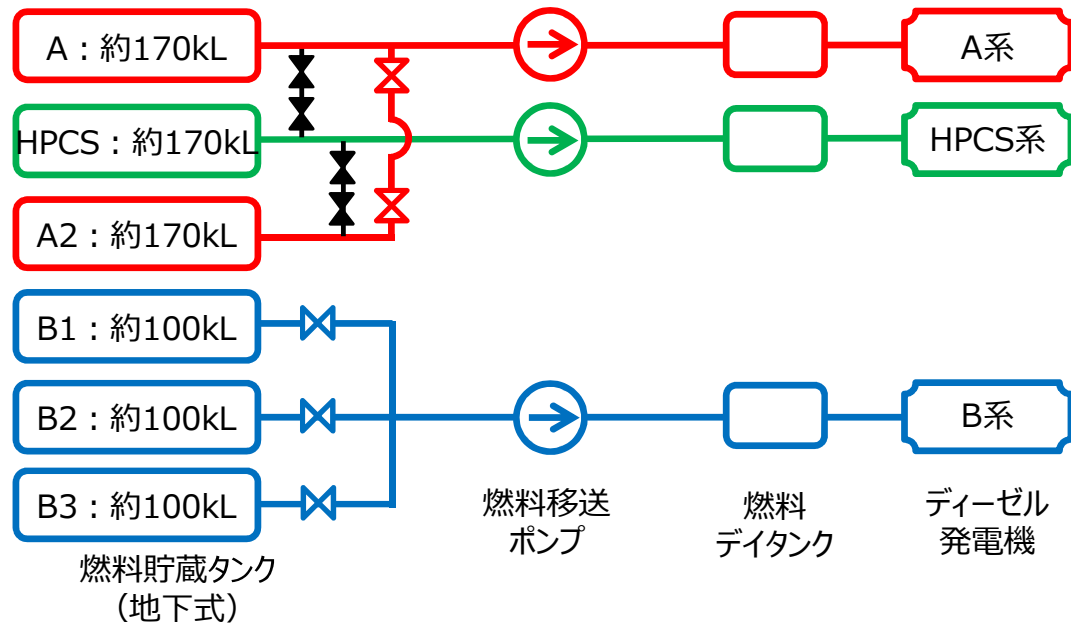 A：約170kL
A系
HPCS：約170kL
HPCS系
A2：約170kL
B1：約100kL
B2：約100kL
B系
B3：約100kL
燃料貯蔵タンク
（地下式）
燃料移送
ポンプ
燃料
デイタンク
ディーゼル
発電機